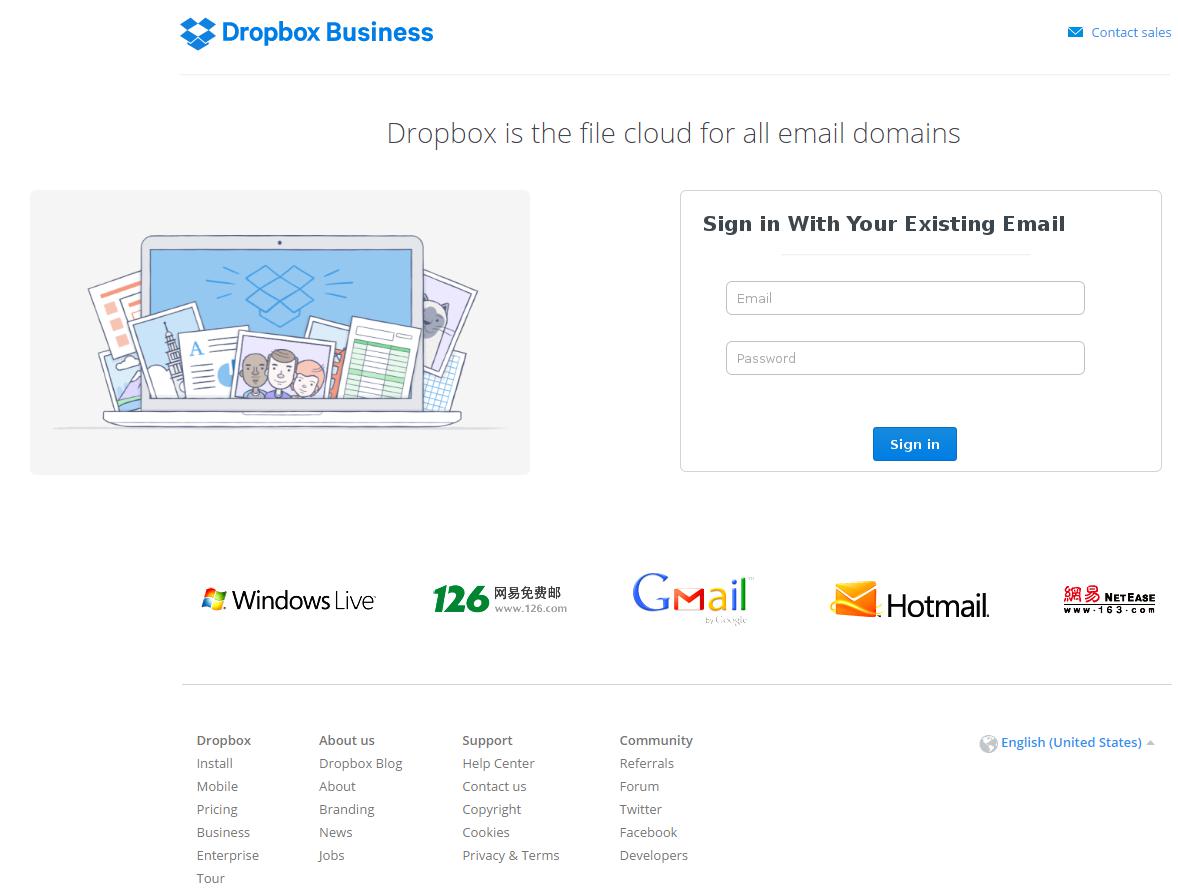 Dropbox Business
Contact sales
Dropbox is the file cloud for all email domains
A
Sign in With Your Existing Email
Email
Password
Sign in
Windows Live
126 网易免费邮
www.126.com
Gmail
by Google
Hotmail
網易 NETEASE
www.163.com
Dropbox
Install
Mobile
Pricing
Business
Enterprise
Tour
About us
Dropbox Blog
About
Branding
News
Jobs
Support
Help Center
Contact us
Copyright
Cookies
Privacy & Terms
Community
Referrals
Forum
Twitter
Facebook
Developers
English (United States)